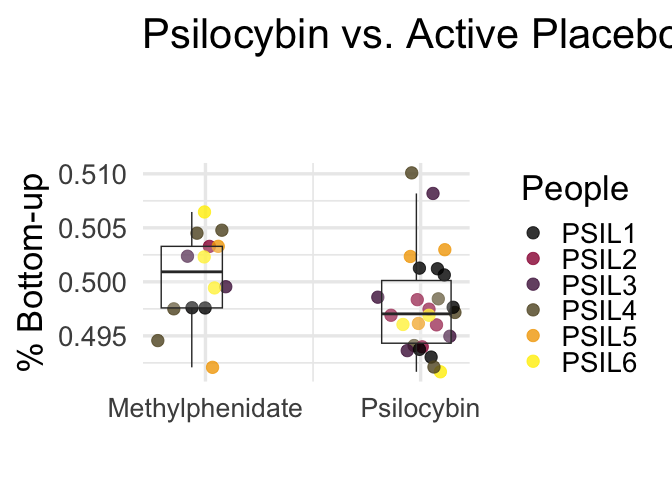 Psilocybin vs. Active Placebo
% Bottom-up
0.510
0.505
0.500
0.495
Methylphenidate
Psilocybin
People
PSIL1
PSIL2
PSIL3
PSIL4
PSIL5
PSIL6